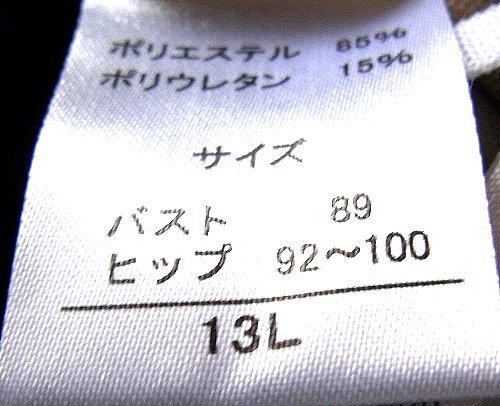 ポリエステル 85%
ポリウレタン 15%
サイズ
バスト 89
ヒップ 92〜100
13L